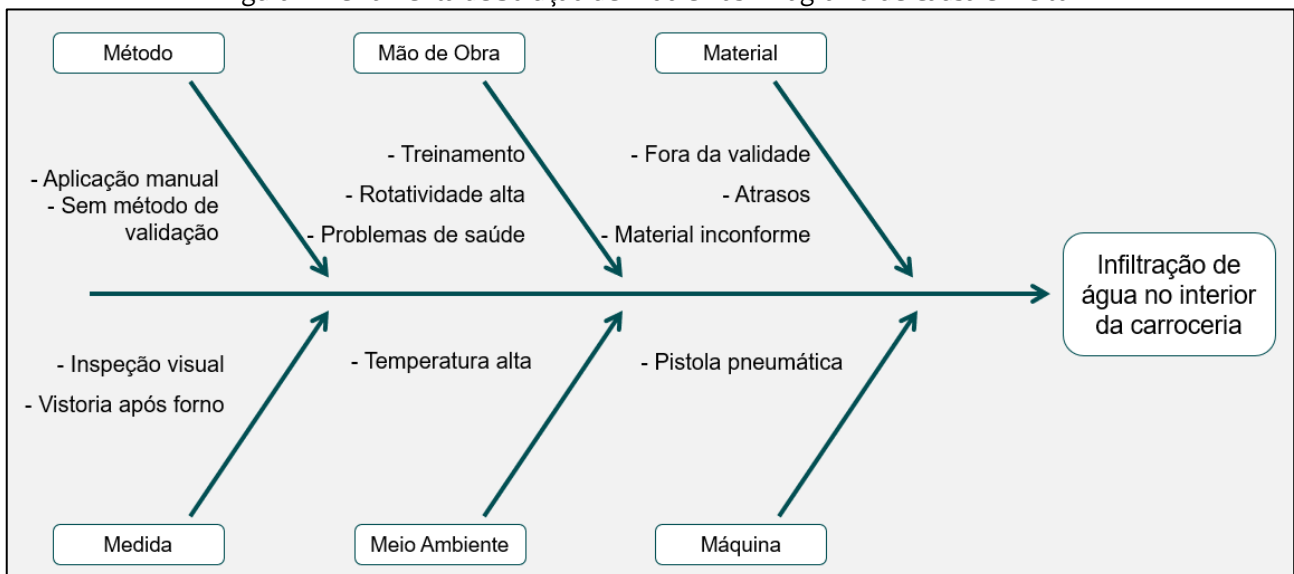 Método
Mão de Obra
Material
- Aplicação manual
- Sem método de
validação
- Treinamento
- Rotatividade alta
- Problemas de saúde
- Fora da validade
- Atrasos
- Material inconforme
Infiltração de
água no interior
da carroceria
- Inspeção visual
- Vistoria após forno
- Temperatura alta
- Pistola pneumática
Medida
Meio Ambiente
Máquina